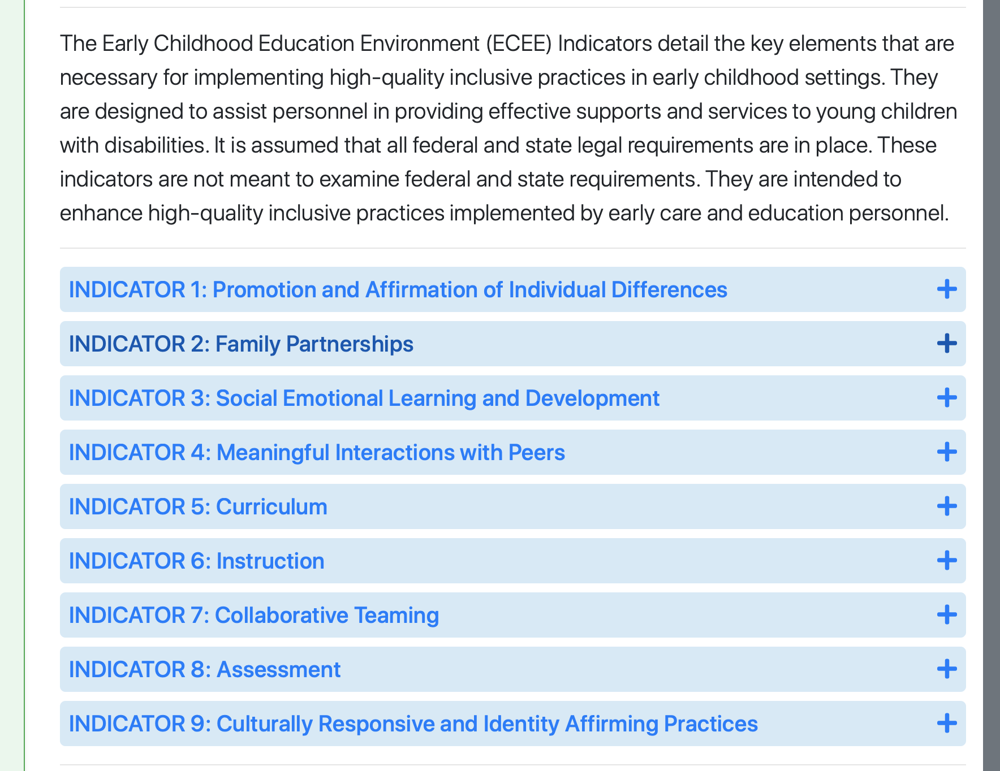 The Early Childhood Education Environment (ECEE) Indicators detail the key elements that are
necessary for implementing high-quality inclusive practices in early childhood settings. They
are designed to assist personnel in providing effective supports and services to young children
with disabilities. It is assumed that all federal and state legal requirements are in place. These
indicators are not meant to examine federal and state requirements. They are intended to
enhance high-quality inclusive practices implemented by early care and education personnel.
INDICATOR 1: Promotion and Affirmation of Individual Differences
INDICATOR 2: Family Partnerships
INDICATOR 3: Social Emotional Learning and Development
INDICATOR 4: Meaningful Interactions with Peers
INDICATOR 5: Curriculum
INDICATOR 6: Instruction
INDICATOR 7: Collaborative Teaming
INDICATOR 8: Assessment
INDICATOR 9: Culturally Responsive and Identity Affirming Practices